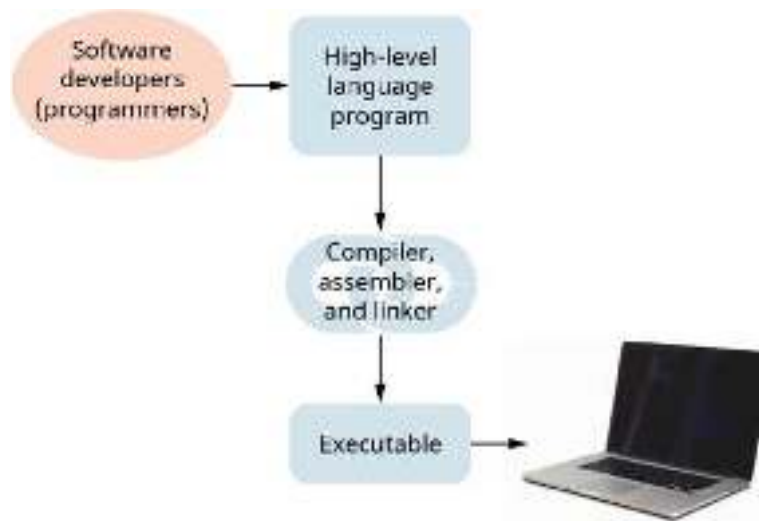 Software
developers
(programmers)
High-level
language
program
Compiler,
assembler,
and linker
Executable